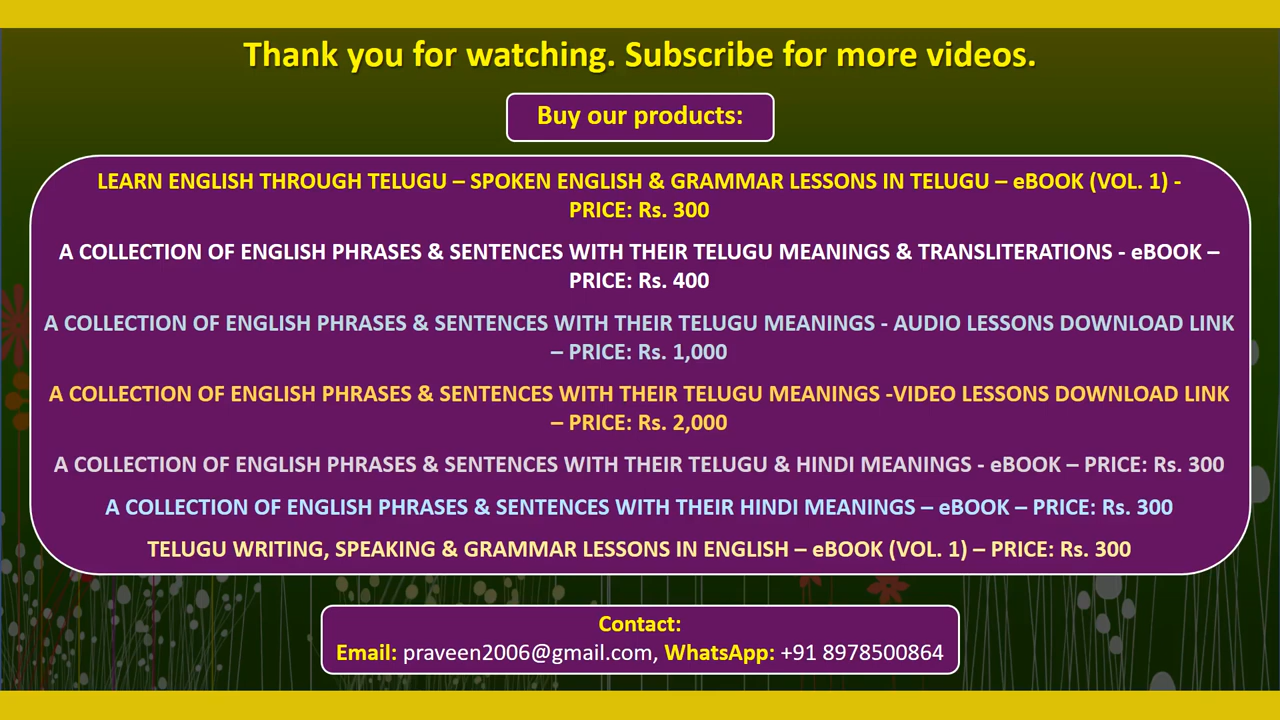 Thank you for watching. Subscribe for more videos.
Buy our products:
LEARN ENGLISH THROUGH TELUGU – SPOKEN ENGLISH & GRAMMAR LESSONS IN TELUGU – eBOOK (VOL. 1) -
PRICE: Rs. 300
A COLLECTION OF ENGLISH PHRASES & SENTENCES WITH THEIR TELUGU MEANINGS & TRANSLITERATIONS - eBOOK –
PRICE: Rs. 400
A COLLECTION OF ENGLISH PHRASES & SENTENCES WITH THEIR TELUGU MEANINGS - AUDIO LESSONS DOWNLOAD LINK
– PRICE: Rs. 1,000
A COLLECTION OF ENGLISH PHRASES & SENTENCES WITH THEIR TELUGU MEANINGS -VIDEO LESSONS DOWNLOAD LINK
– PRICE: Rs. 2,000
A COLLECTION OF ENGLISH PHRASES & SENTENCES WITH THEIR TELUGU & HINDI MEANINGS - eBOOK – PRICE: Rs. 300
A COLLECTION OF ENGLISH PHRASES & SENTENCES WITH THEIR HINDI MEANINGS – eBOOK – PRICE: Rs. 300
TELUGU WRITING, SPEAKING & GRAMMAR LESSONS IN ENGLISH – eBOOK (VOL. 1) – PRICE: Rs. 300
Contact:
Email: praveen2006@gmail.com, WhatsApp: +91 8978500864